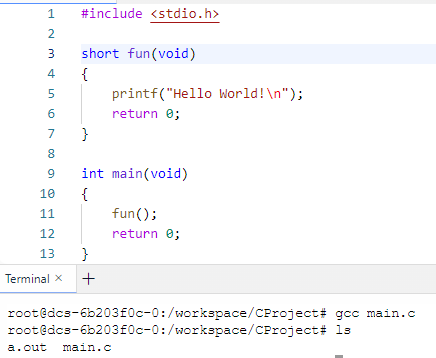 1 #include <stdio.h>
2
3 short fun(void)
4 {
5     printf("Hello World!\n");
6     return 0;
7 }
8
9 int main(void)
10 {
11     fun();
12     return 0;
13 }
Terminal × +
root@dcs-6b203f0c-0:/workspace/CProject# gcc main.c
root@dcs-6b203f0c-0:/workspace/CProject# ls
a.out  main.c